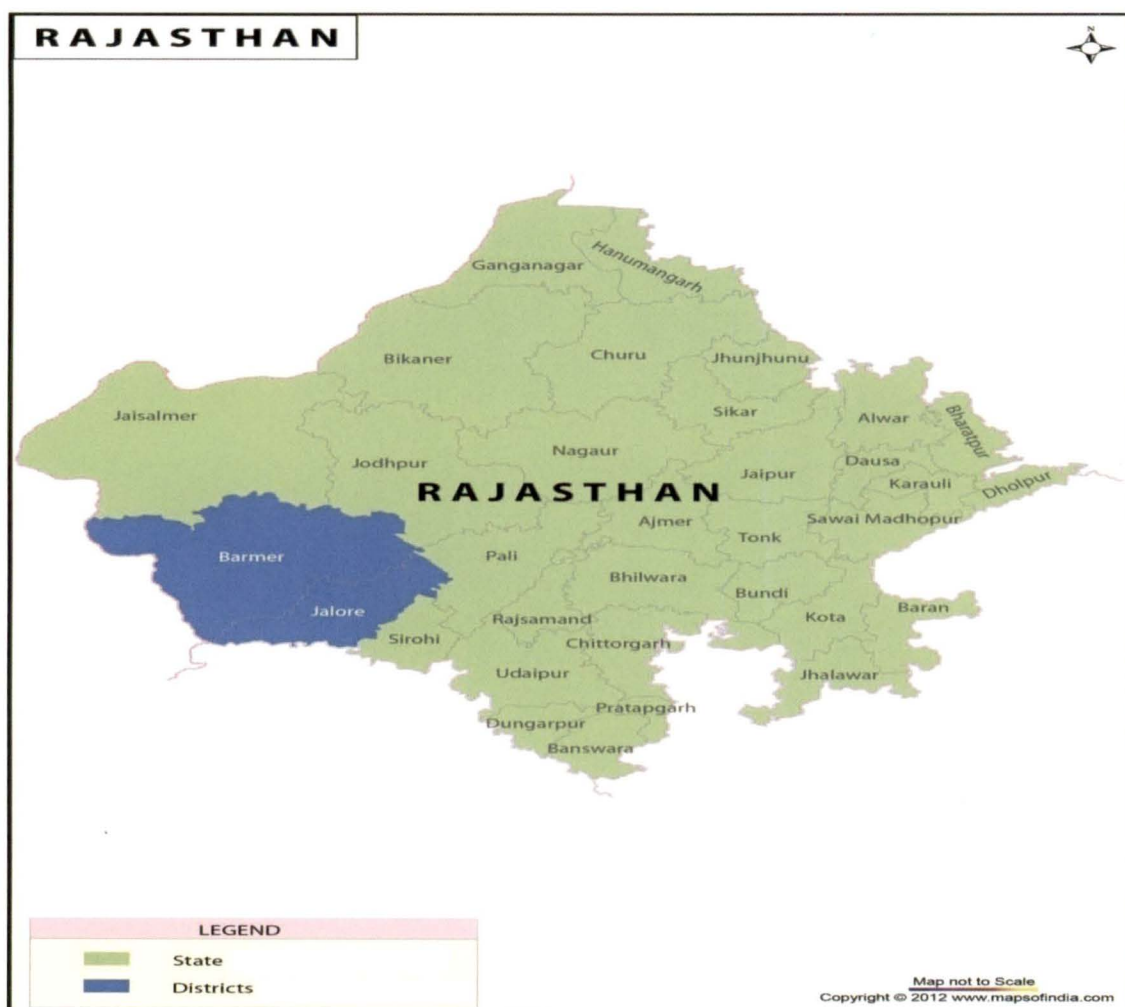 RAJASTHAN
N
Ganganagar
Hanumangarh
Bikaner
Churu
Jhunjhunu
Jaisalmer
Sikar
Alwar
Bharatpur
Jodhpur
Nagaur
Jaipur
Dausa
Karauli
Dholpur
RAJASTHAN
Ajmer
Sawai Madhopur
Tonk
Barmer
Pali
Bhilwara
Bundi
Jalore
Rajsamand
Kota
Baran
Sirohi
Chittorgarh
Udaipur
Jhalawar
Pratapgarh
Dungarpur
Banswara
LEGEND
State
Districts
Map not to Scale
Copyright © 2012 www.mapsofindia.com